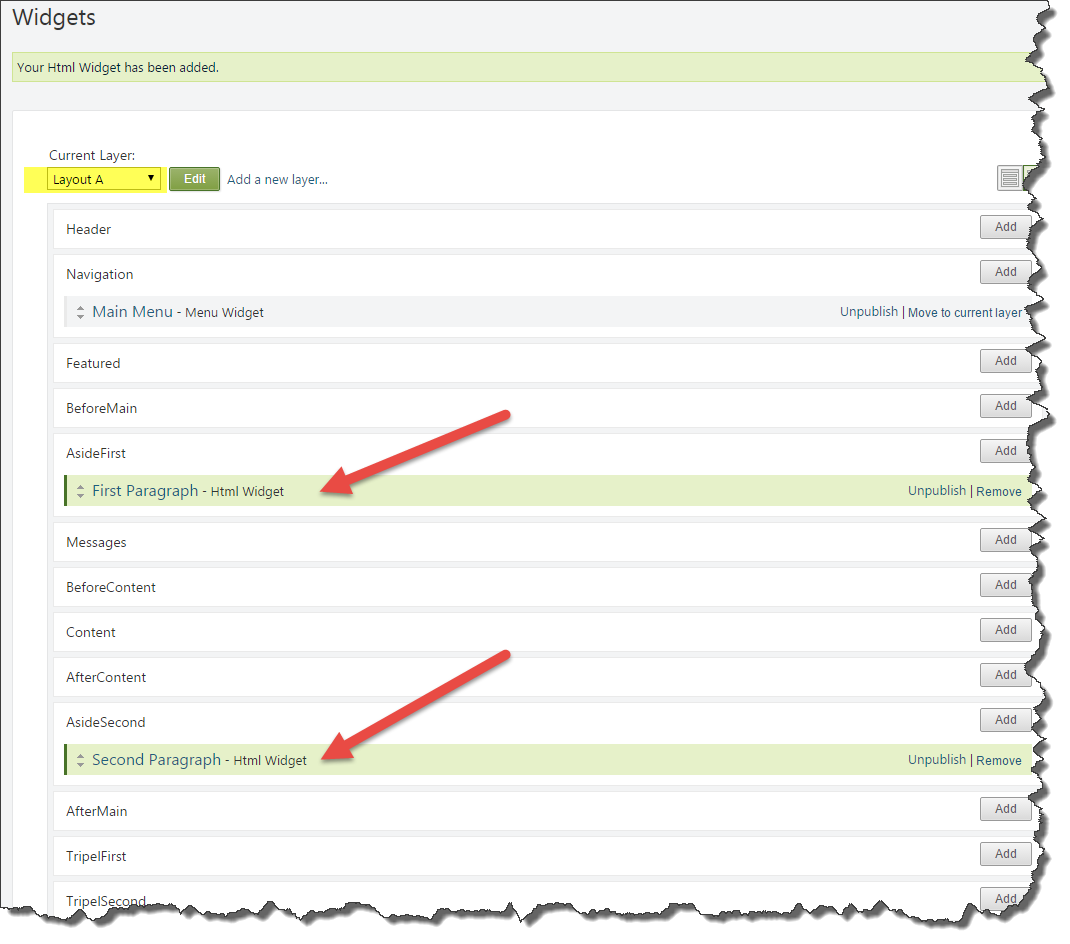 Widgets
Your Html Widget has been added.
Current Layer:
Layout A Edit Add a new layer...
Header Add
Navigation Add
Main Menu - Menu Widget Unpublish | Move to current layer
Featured Add
BeforeMain Add
AsideFirst Add
First Paragraph - Html Widget Unpublish | Remove
Messages Add
BeforeContent Add
Content Add
AfterContent Add
AsideSecond Add
Second Paragraph - Html Widget Unpublish | Remove
AfterMain Add
TripelFirst Add
TripelSecond Add